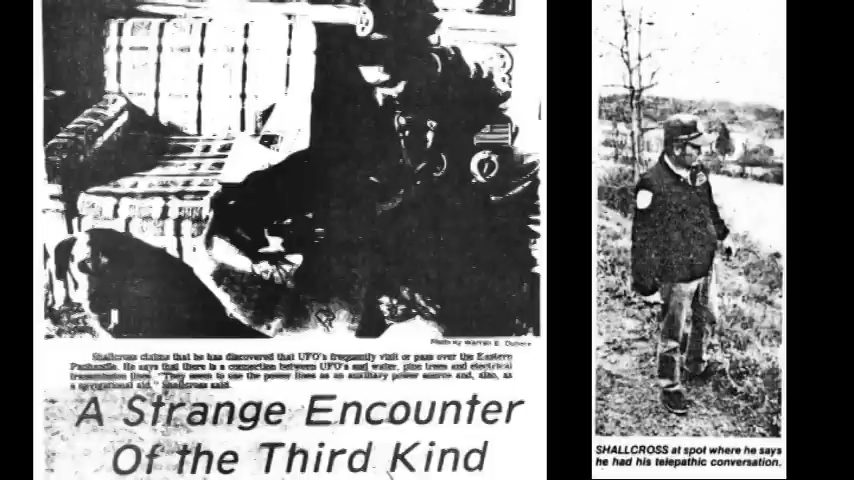 Photo by Warren E. Duliere
Shallcross claims that he has discovered that UFO's frequently visit or pass over the Eastern
Panhandle. He says that there is a connection between UFO's and water, pine trees and electrical
transmission lines. "They seem to use the power lines as an auxiliary power source and, also, as
a navigational aid," Shallcross said.
A Strange Encounter
Of the Third Kind
SHALLCROSS at spot where he says
he had his telepathic conversation.